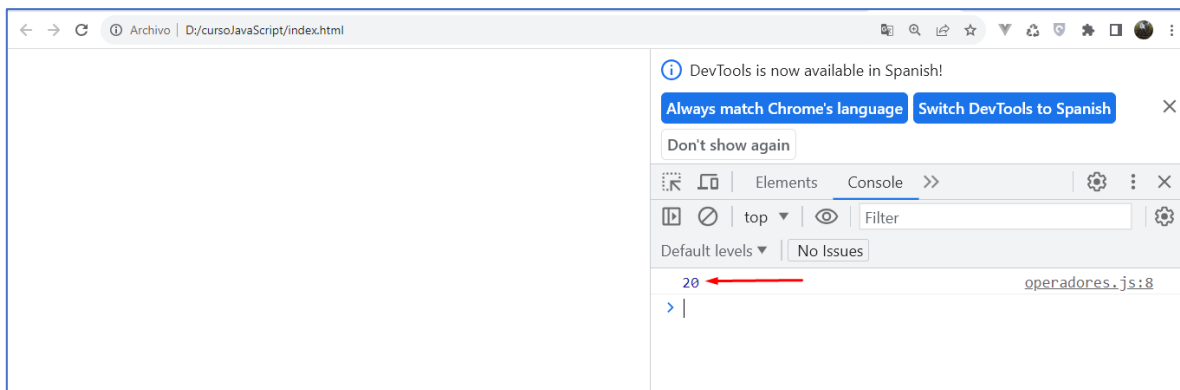 Archivo D:/cursoJavaScript/index.html
DevTools is now available in Spanish!
Always match Chrome's language Switch DevTools to Spanish
Don't show again
Elements Console
top Filter
Default levels No Issues
20 operadores.js:8